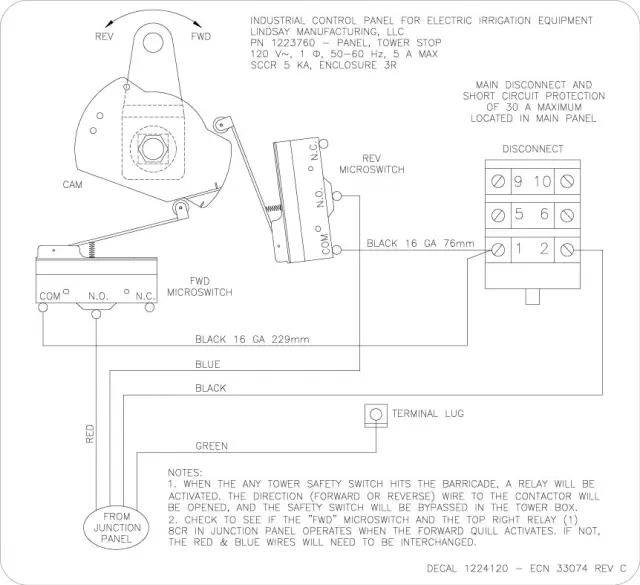 INDUSTRIAL CONTROL PANEL FOR ELECTRIC IRRIGATION EQUIPMENT
LINDSAY MANUFACTURING, LLC
PN 1223760 – PANEL, TOWER STOP
120 V~, 1 Φ, 50–60 Hz, 5 A MAX
SCCR 5 KA, ENCLOSURE 3R
REV
FWD
MAIN DISCONNECT AND
SHORT CIRCUIT PROTECTION
OF 30 A MAXIMUM
LOCATED IN MAIN PANEL
DISCONNECT
CAM
N.C.
N.O.
COM
REV
MICROSWITCH
9 10
5 6
1 2
BLACK 16 GA 76mm
FWD
MICROSWITCH
COM
N.O.
N.C.
BLACK 16 GA 229mm
BLUE
BLACK
RED
TERMINAL LUG
GREEN
FROM
JUNCTION
PANEL
NOTES:
1. WHEN THE ANY TOWER SAFETY SWITCH HITS THE BARRICADE, A RELAY WILL BE
ACTIVATED. THE DIRECTION (FORWARD OR REVERSE) WIRE TO THE CONTACTOR WILL
BE OPENED, AND THE SAFETY SWITCH WILL BE BYPASSED IN THE TOWER BOX.
2. CHECK TO SEE IF THE "FWD" MICROSWITCH AND THE TOP RIGHT RELAY (1)
8CR IN JUNCTION PANEL OPERATES WHEN THE FORWARD QUILL ACTIVATES. IF NOT,
THE RED & BLUE WIRES WILL NEED TO BE INTERCHANGED.
DECAL 1224120 – ECN 33074 REV C